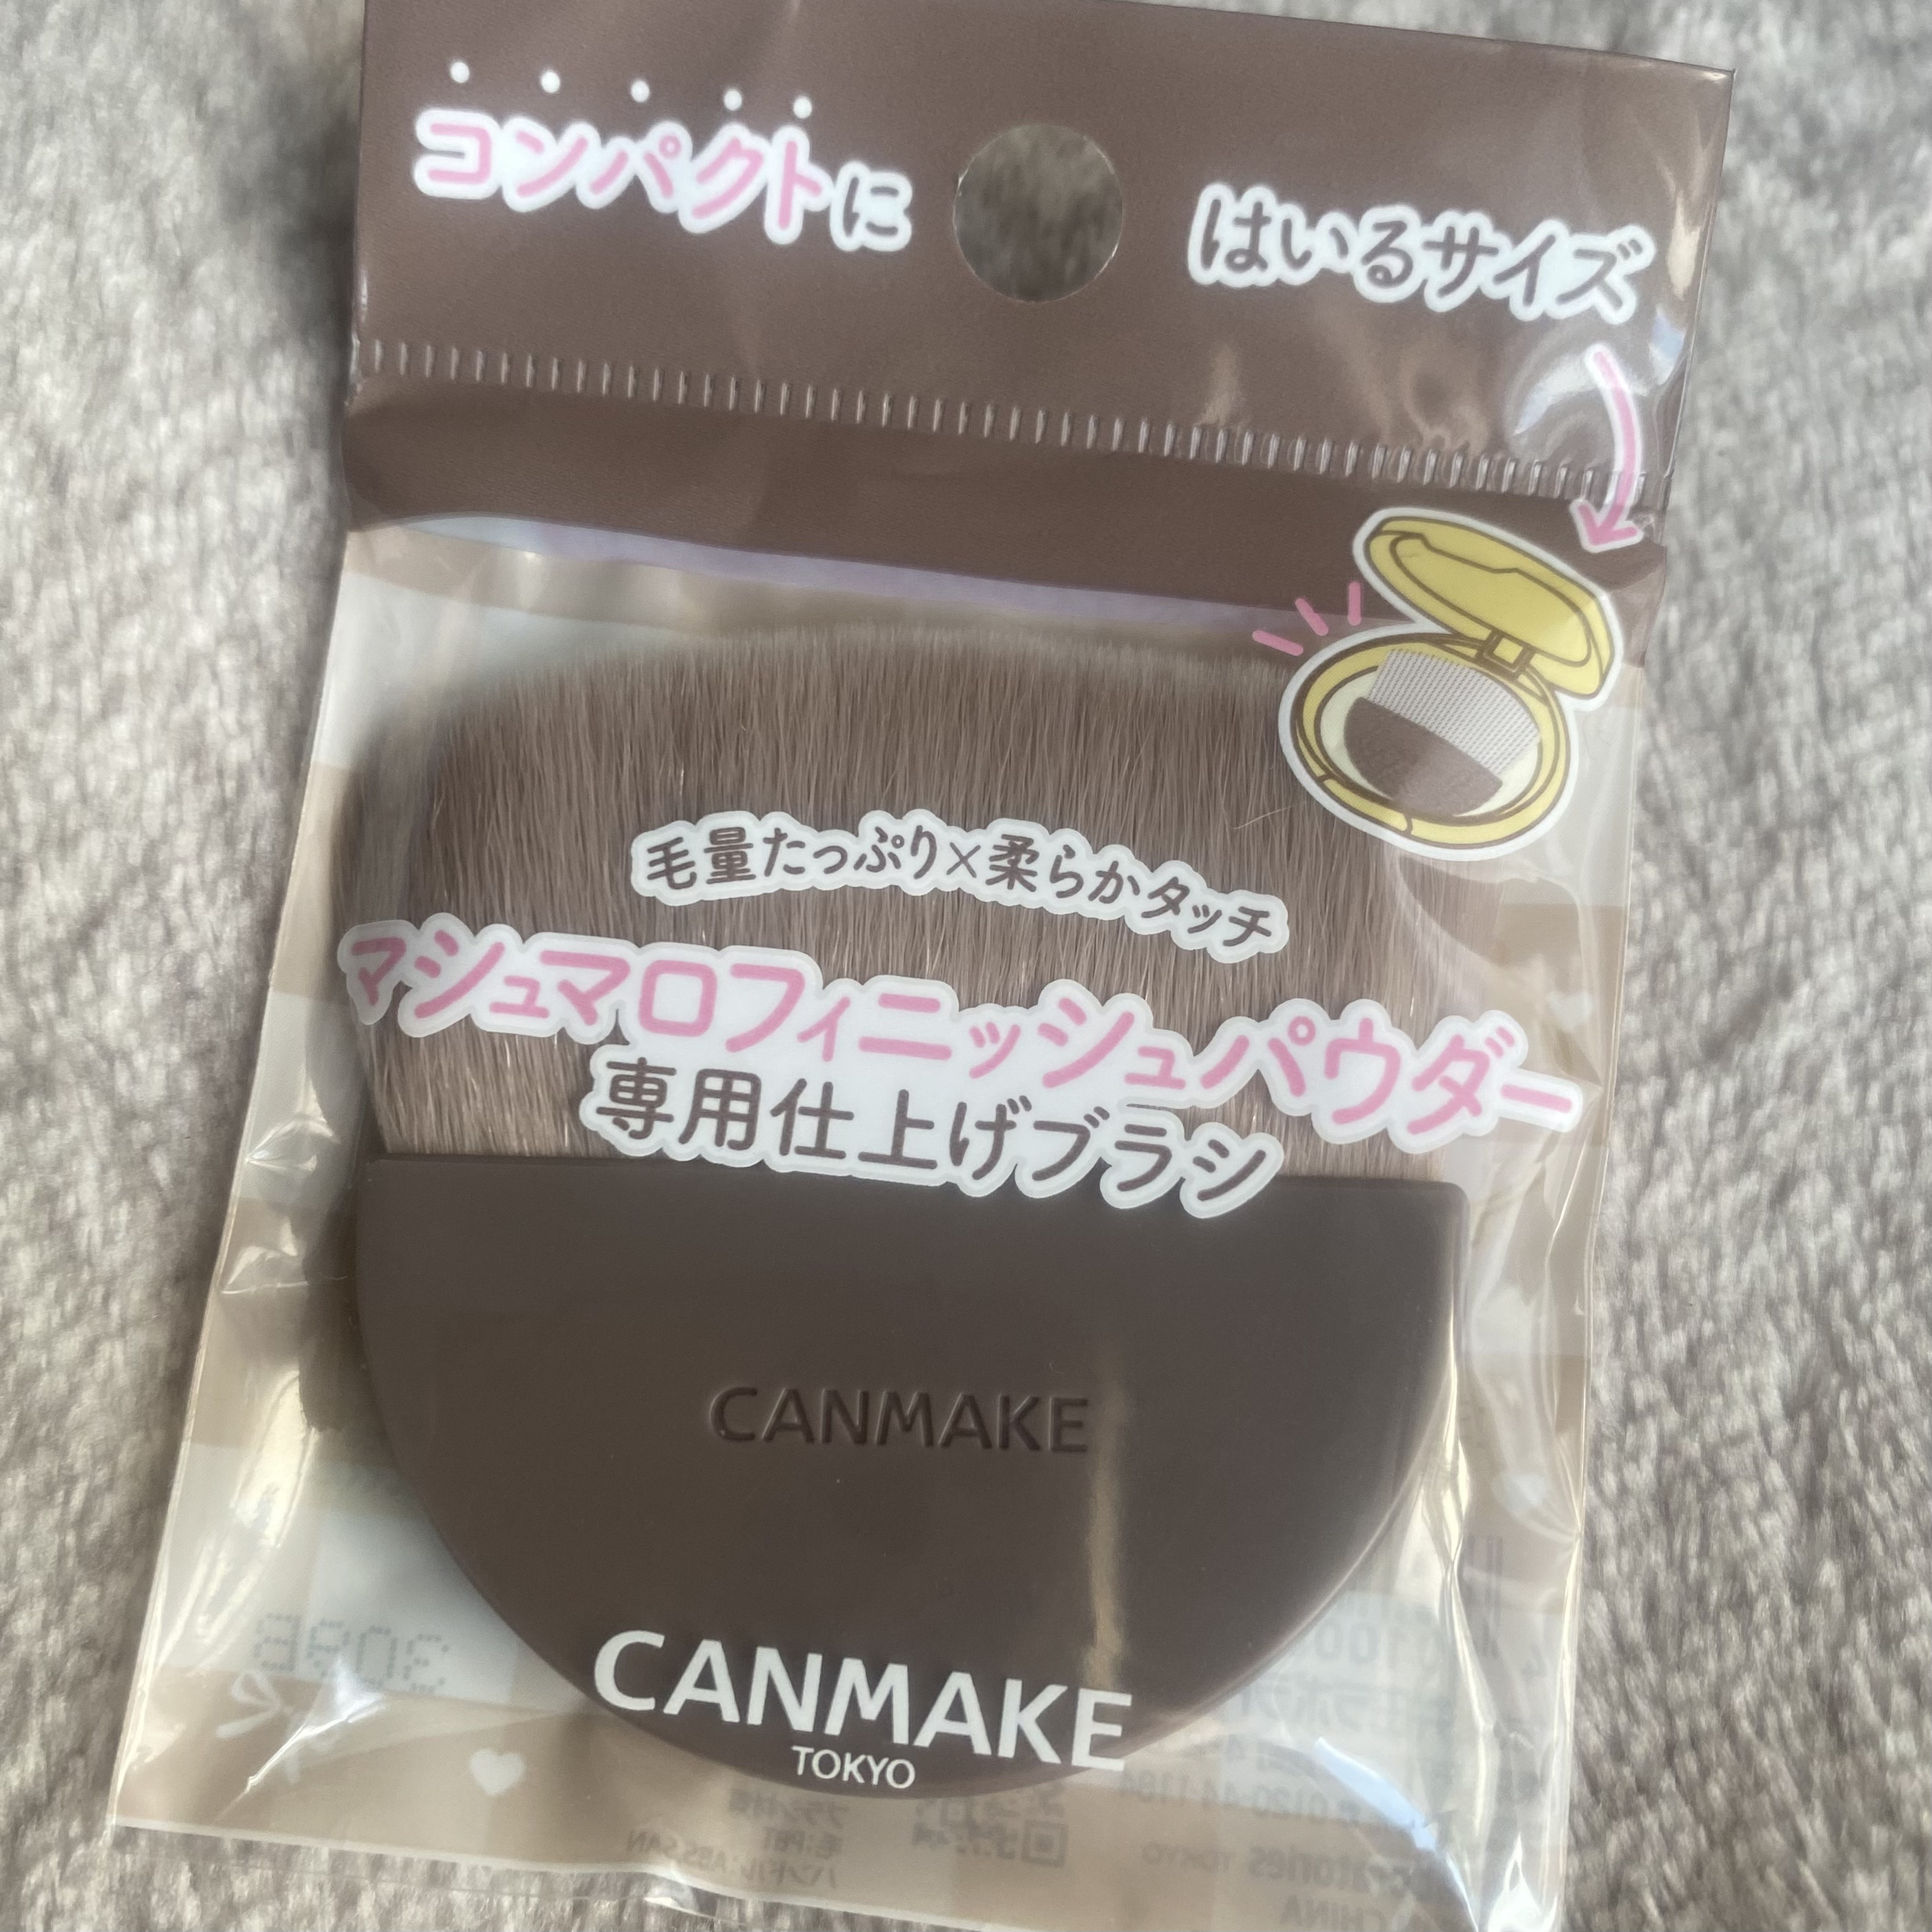 コンパクトに はいるサイズ
毛量たっぷり×柔らかタッチ
マシュマロフィニッシュパウダー
専用仕上げブラシ
CANMAKE
CANMAKE
TOKYO